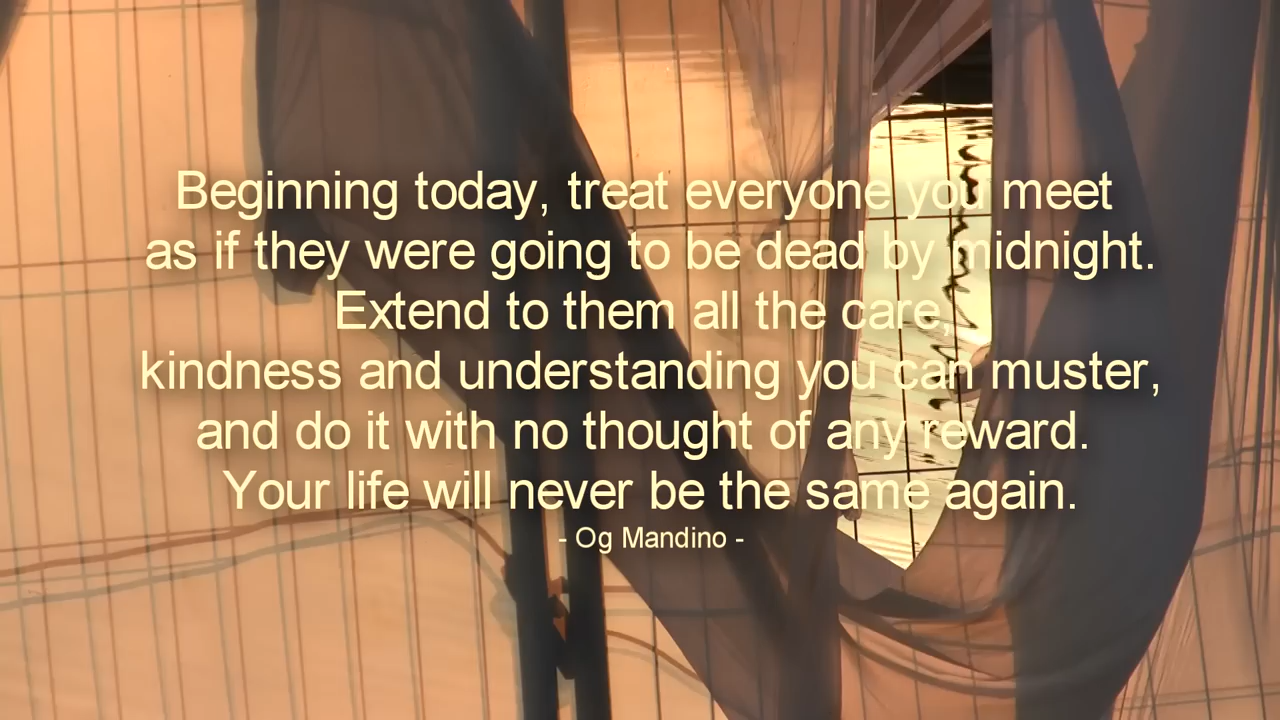 Beginning today, treat everyone you meet
as if they were going to be dead by midnight.
Extend to them all the care,
kindness and understanding you can muster,
and do it with no thought of any reward.
Your life will never be the same again.
- Og Mandino -